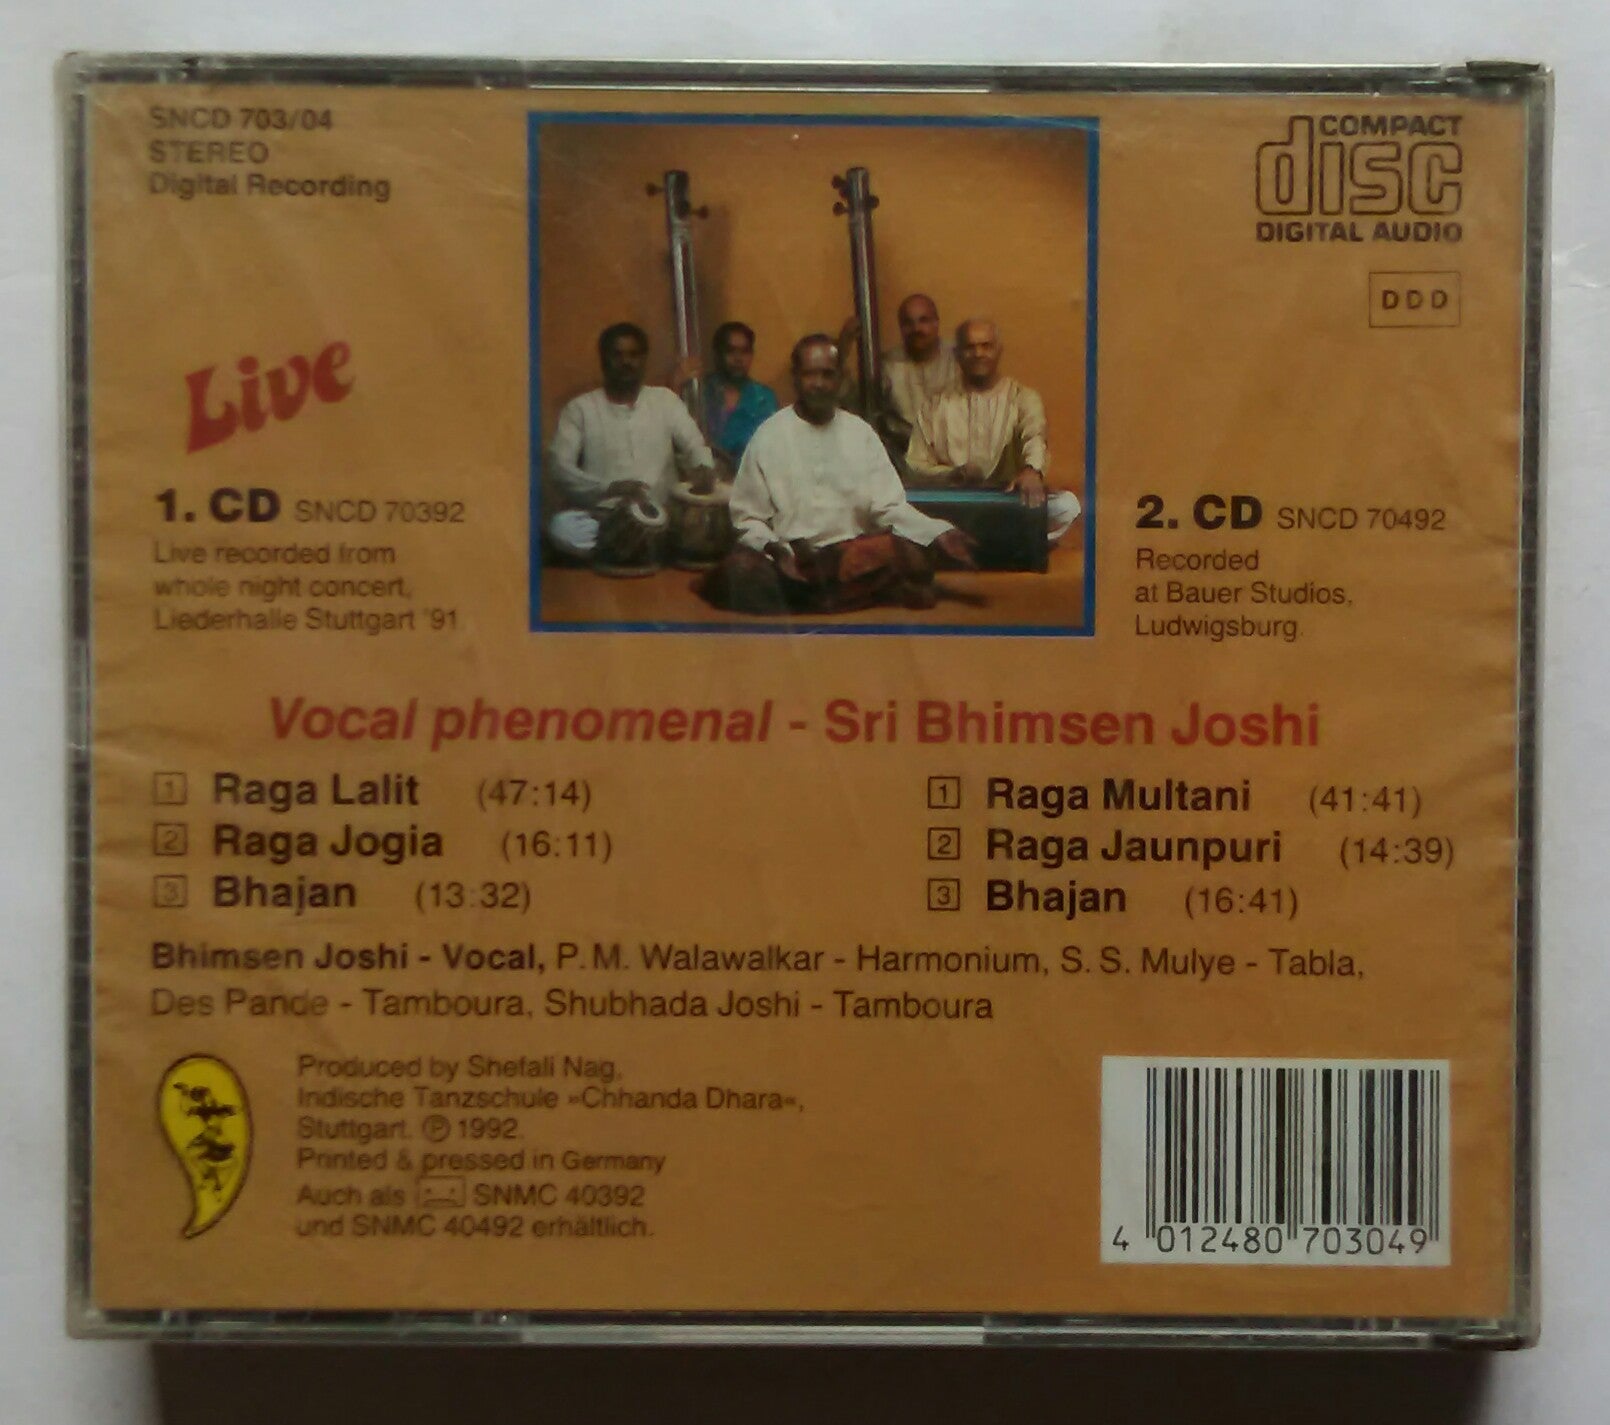 SNCD 703/04
STEREO
Digital Recording
COMPACT
disc
DIGITAL AUDIO
DDD
Live
1. CD SNCD 70392
Live recorded from
whole night concert,
Liederhalle Stuttgart '91
2. CD SNCD 70492
Recorded
at Bauer Studios,
Ludwigsburg.
Vocal phenomenal - Sri Bhimsen Joshi
1 Raga Lalit (47:14)
2 Raga Jogia (16:11)
3 Bhajan (13:32)
1 Raga Multani (41:41)
2 Raga Jaunpuri (14:39)
3 Bhajan (16:41)
Bhimsen Joshi - Vocal, P. M. Walawalkar - Harmonium, S. S. Mulye - Tabla,
Des Pande - Tamboura, Shubhada Joshi - Tamboura
Produced by Shefali Nag,
Indische Tanzschule »Chhanda Dhara«,
Stuttgart. ℗ 1992.
Printed & pressed in Germany
Auch als SNMC 40392
und SNMC 40492 erhältlich.
4 012480 703049